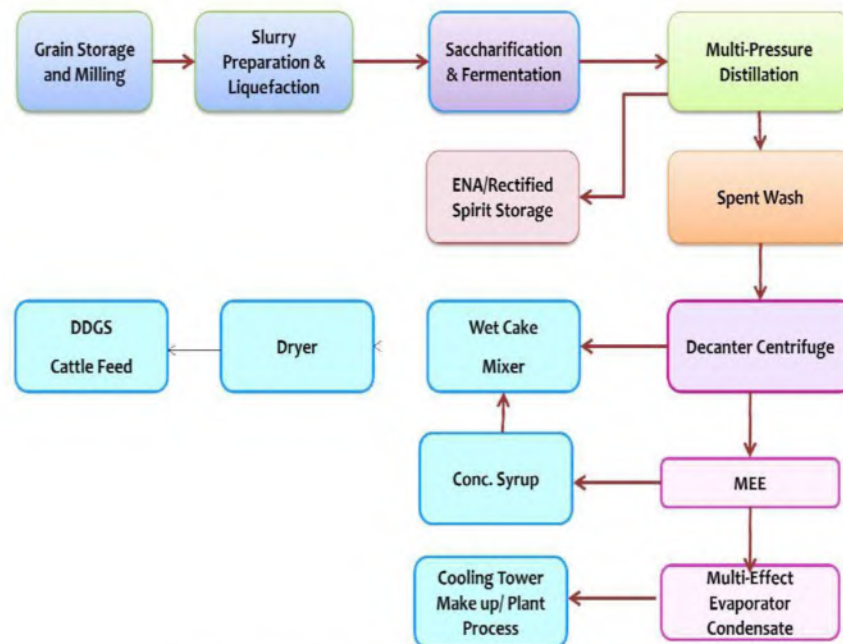 Grain Storage
and Milling
Slurry
Preparation &
Liquefaction
Saccharification
& Fermentation
Multi-Pressure
Distillation
ENA/Rectified
Spirit Storage
Spent Wash
DDGS
Cattle Feed
Dryer
Wet Cake
Mixer
Decanter Centrifuge
Conc. Syrup
MEE
Cooling Tower
Make up/ Plant
Process
Multi-Effect
Evaporator
Condensate